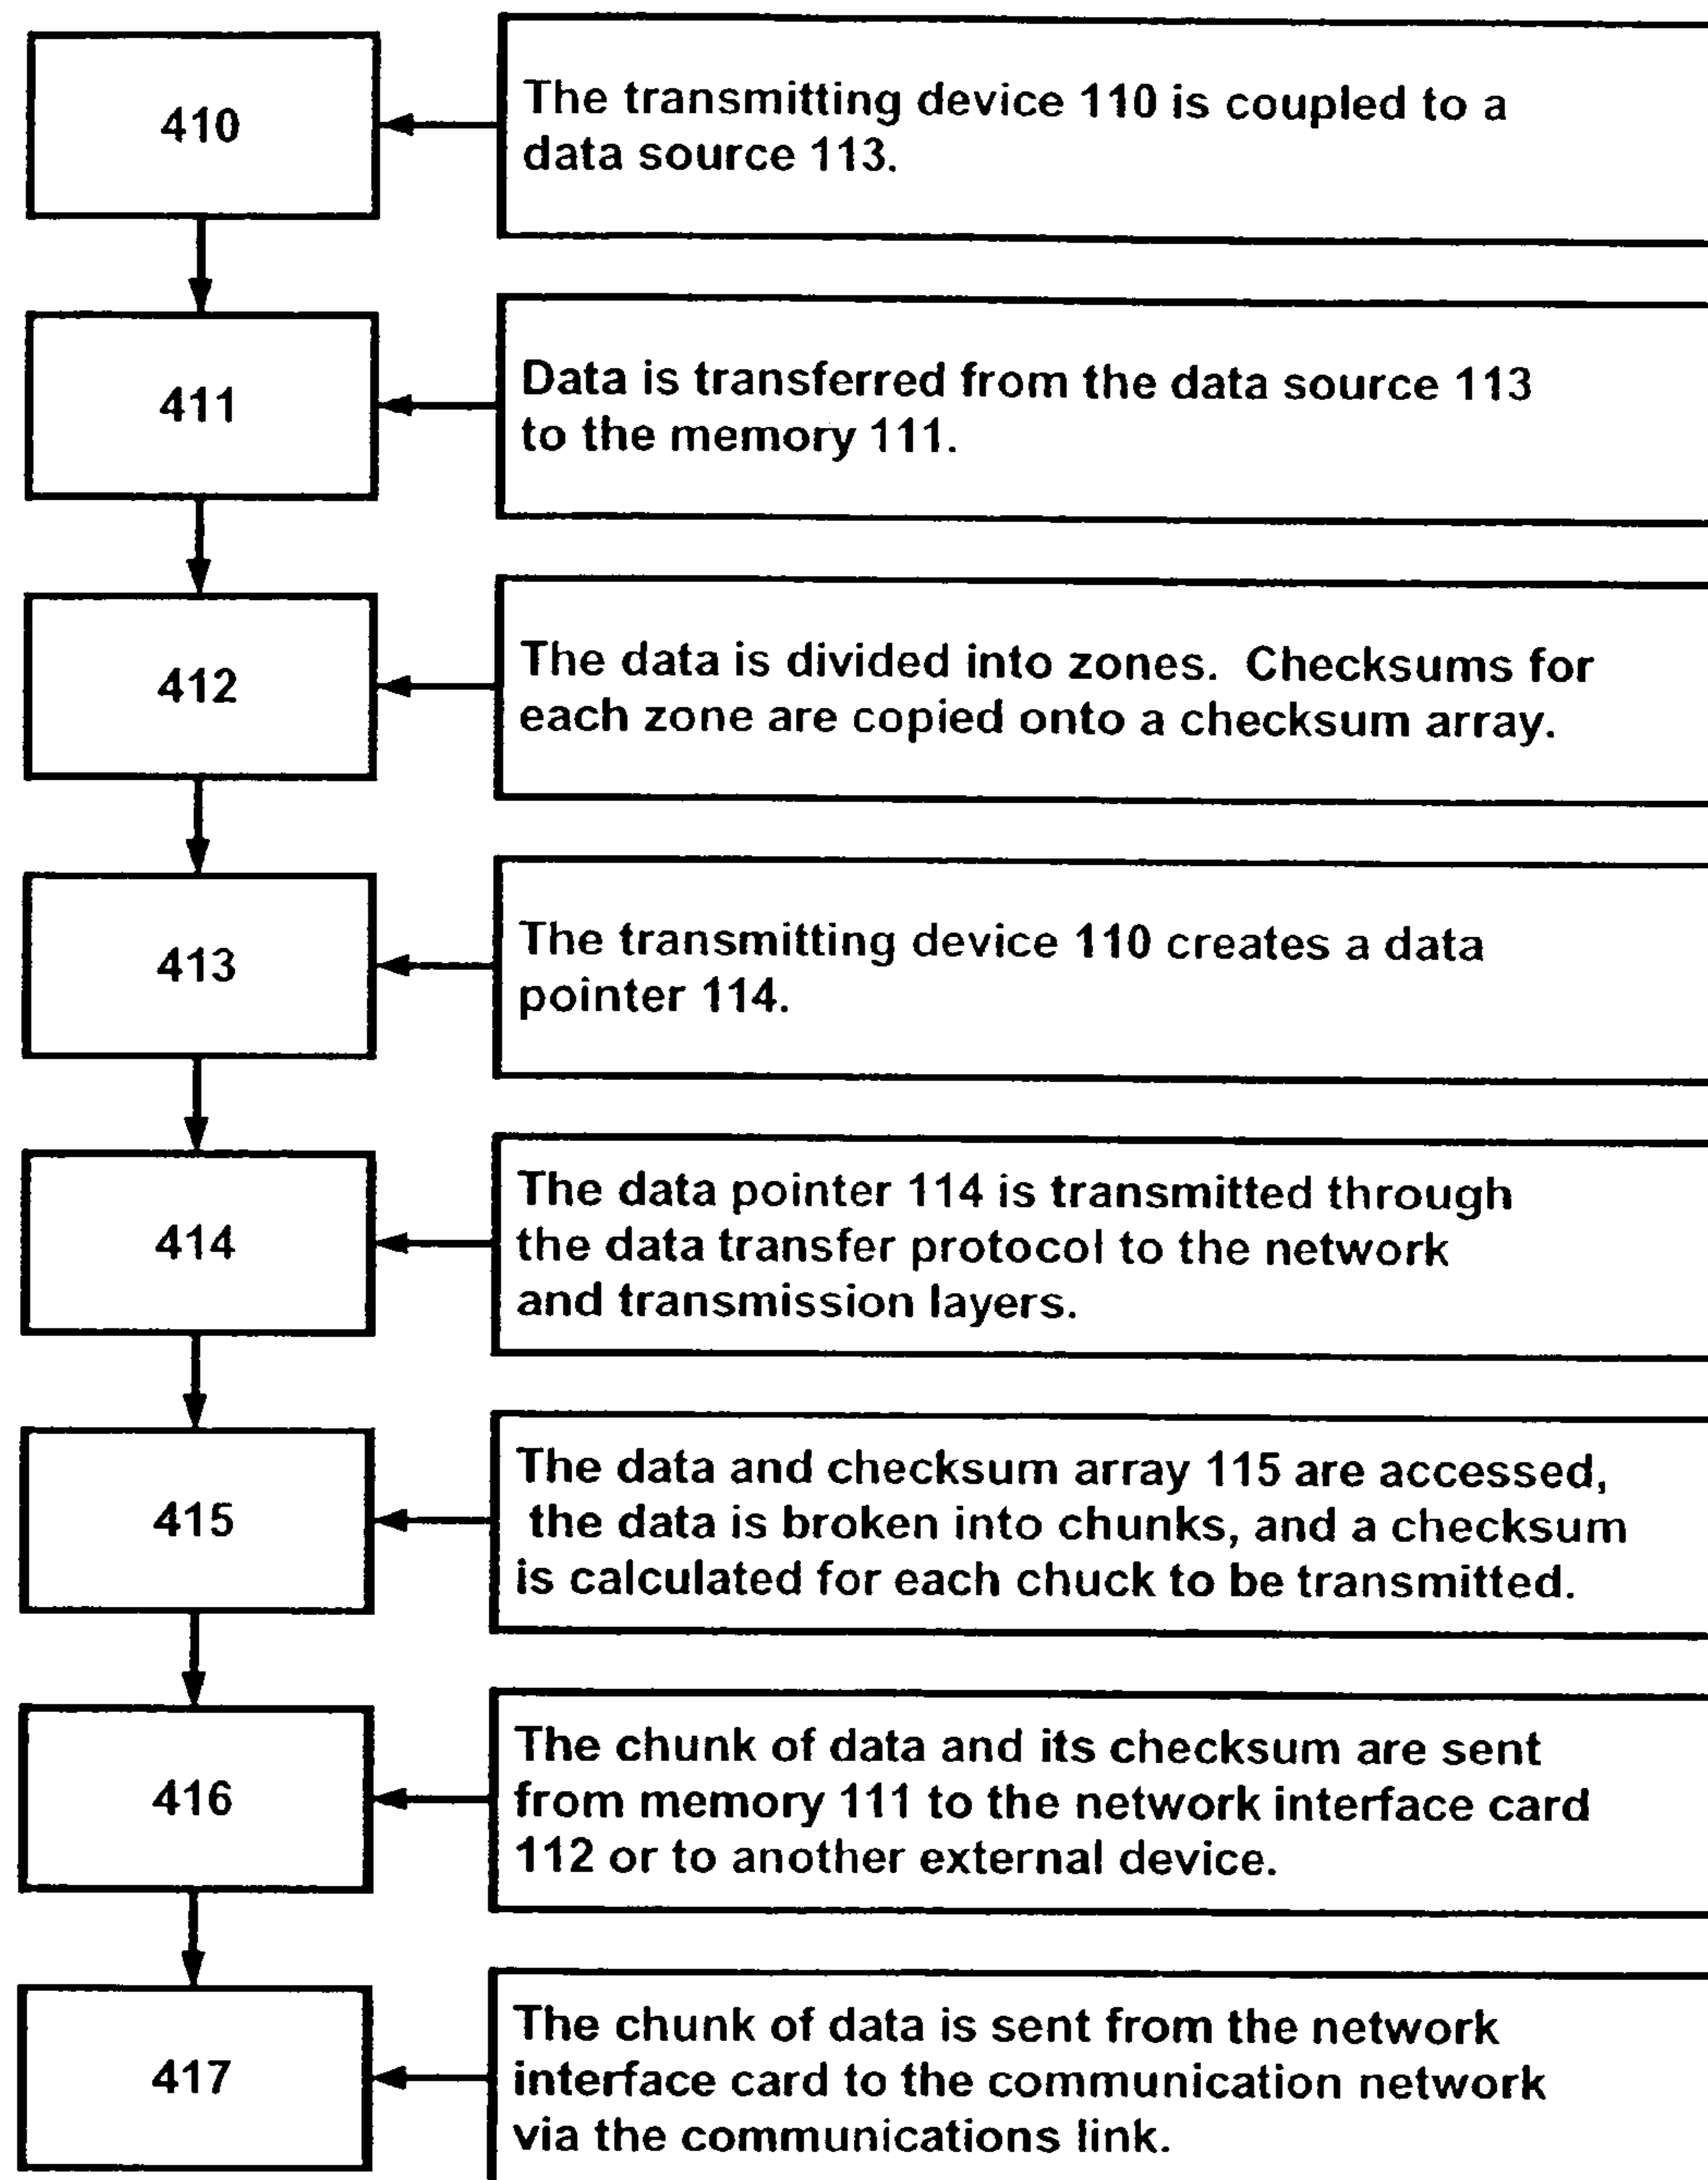 410
The transmitting device 110 is coupled to a
data source 113.
411
Data is transferred from the data source 113
to the memory 111.
412
The data is divided into zones. Checksums for
each zone are copied onto a checksum array.
413
The transmitting device 110 creates a data
pointer 114.
414
The data pointer 114 is transmitted through
the data transfer protocol to the network
and transmission layers.
415
The data and checksum array 115 are accessed,
the data is broken into chunks, and a checksum
is calculated for each chuck to be transmitted.
416
The chunk of data and its checksum are sent
from memory 111 to the network interface card
112 or to another external device.
417
The chunk of data is sent from the network
interface card to the communication network
via the communications link.